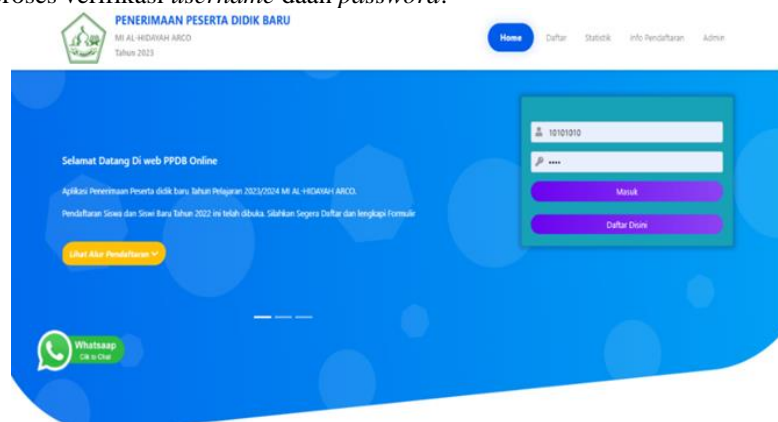 roses verifikasi username daan password.
PENERIMAAN PESERTA DIDIK BARU
MI AL-HIDAYAH ARCO
Tahun 2023
Home Daftar Statistik Info Pendaftaran Admin
10101010
••••
Selamat Datang Di web PPDB Online
Masuk
Aplikasi Penerimaan Peserta didik baru Tahun Pelajaran 2023/2024 MI AL-HIDAYAH ARCO.
Pendaftaran Siswa dan Siswi Baru Tahun 2022 ini telah dibuka. Silahkan Segera Daftar dan lengkapi Formulir
Daftar Disini
Lihat Alur Pendaftaran
Whatsaap
Clik to Chat